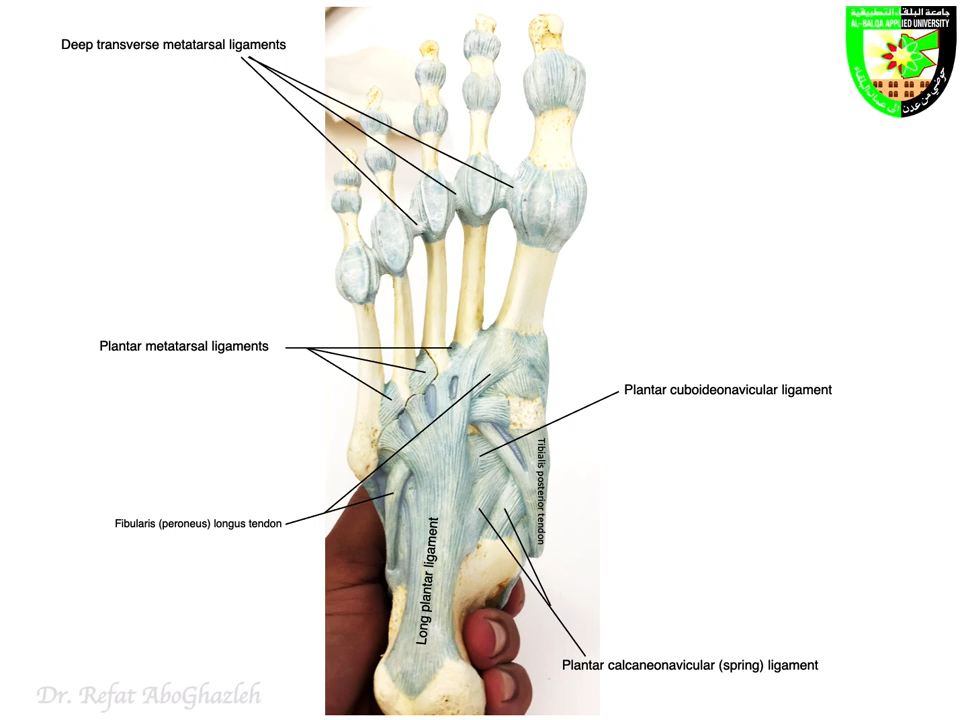 جامعة البلقاء التطبيقية
AL-BALQA APPLIED UNIVERSITY
Deep transverse metatarsal ligaments
Plantar metatarsal ligaments
Plantar cuboideonavicular ligament
Tibialis posterior tendon
Fibularis (peroneus) longus tendon
Long plantar ligament
Plantar calcaneonavicular (spring) ligament
Dr. Refat AboGhazleh